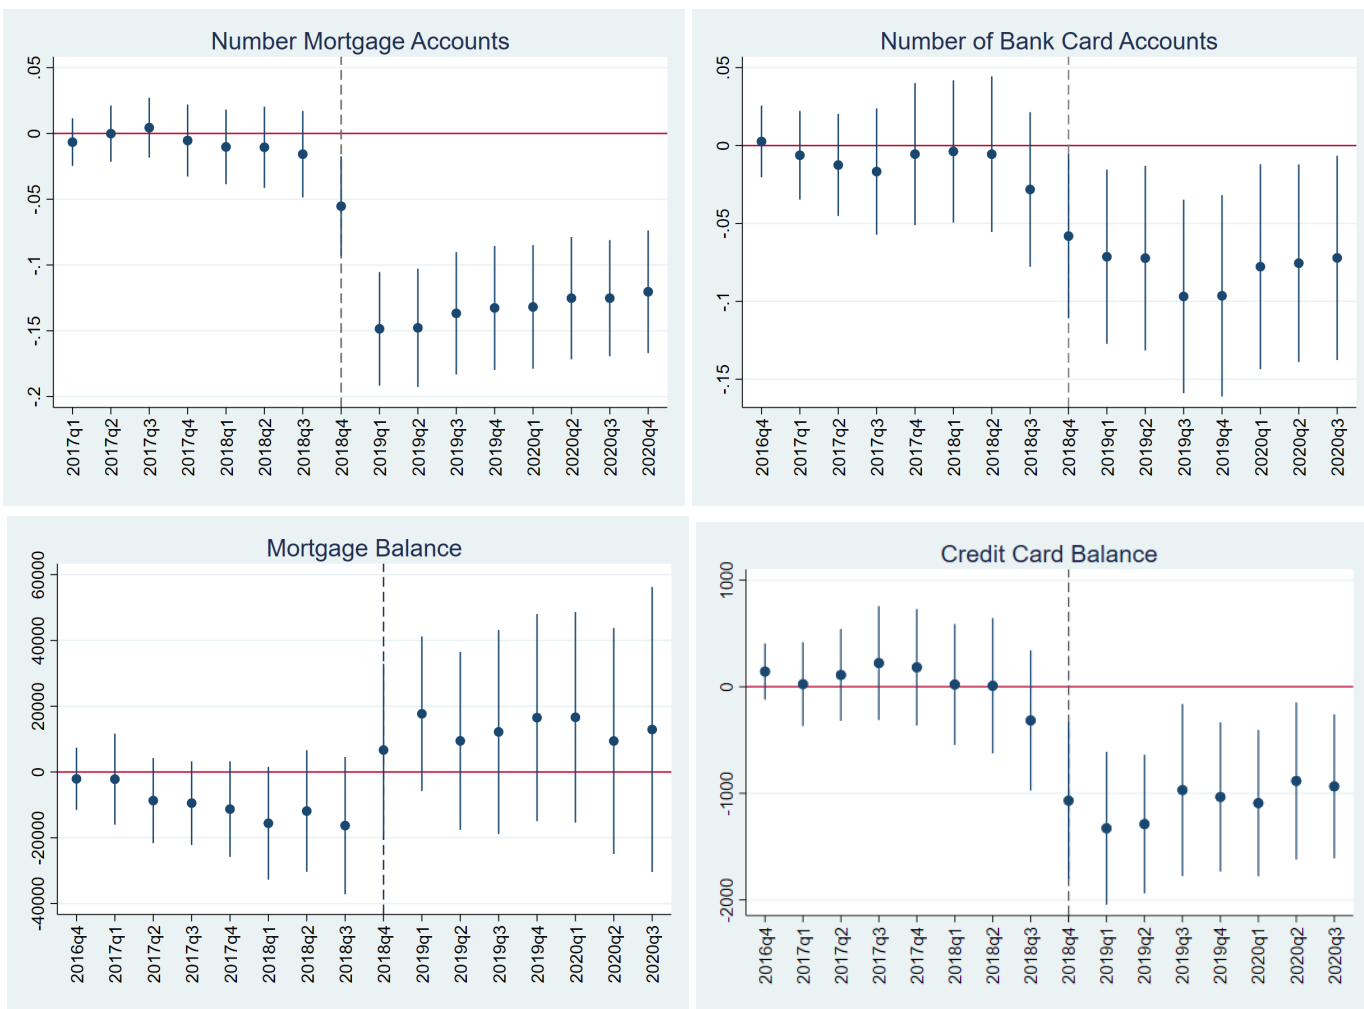 Number Mortgage Accounts
.05
0
-.05
-.1
-.15
-.2
2017q1 2017q2 2017q3 2017q4 2018q1 2018q2 2018q3 2018q4 2019q1 2019q2 2019q3 2019q4 2020q1 2020q2 2020q3 2020q4
Number of Bank Card Accounts
.05
0
-.05
-.1
-.15
2016q4 2017q1 2017q2 2017q3 2017q4 2018q1 2018q2 2018q3 2018q4 2019q1 2019q2 2019q3 2019q4 2020q1 2020q2 2020q3
Mortgage Balance
60000
40000
20000
0
-20000
-40000
2016q4 2017q1 2017q2 2017q3 2017q4 2018q1 2018q2 2018q3 2018q4 2019q1 2019q2 2019q3 2019q4 2020q1 2020q2 2020q3
Credit Card Balance
1000
0
-1000
-2000
2016q4 2017q1 2017q2 2017q3 2017q4 2018q1 2018q2 2018q3 2018q4 2019q1 2019q2 2019q3 2019q4 2020q1 2020q2 2020q3